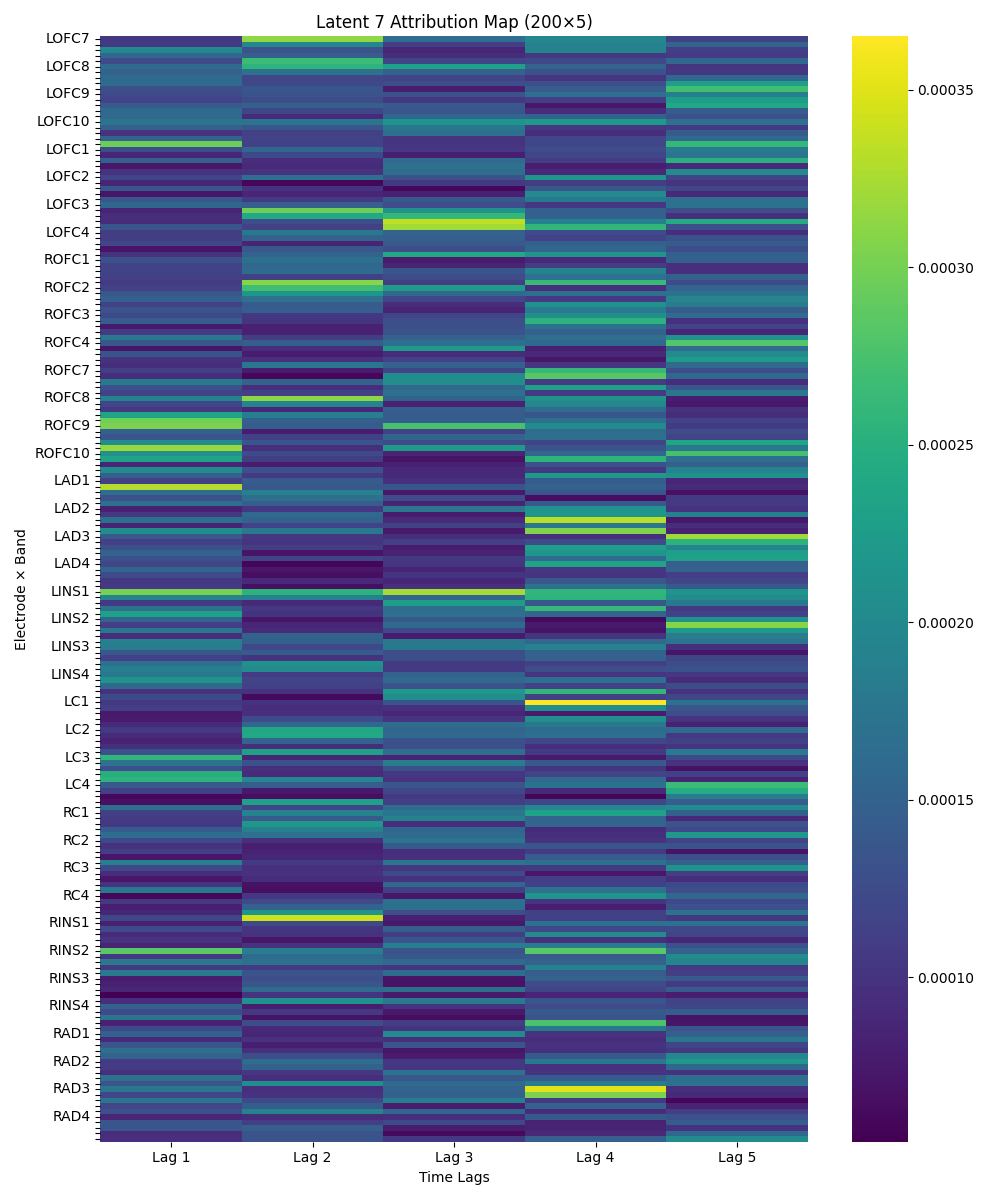 Latent 7 Attribution Map (200×5)
LOFC7
LOFC8
LOFC9
LOFC10
LOFC1
LOFC2
LOFC3
LOFC4
ROFC1
ROFC2
ROFC3
ROFC4
ROFC7
ROFC8
ROFC9
ROFC10
LAD1
LAD2
LAD3
LAD4
LINS1
LINS2
LINS3
LINS4
LC1
LC2
LC3
LC4
RC1
RC2
RC3
RC4
RINS1
RINS2
RINS3
RINS4
RAD1
RAD2
RAD3
RAD4
Electrode × Band
Lag 1
Lag 2
Lag 3
Lag 4
Lag 5
Time Lags
0.00035
0.00030
0.00025
0.00020
0.00015
0.00010